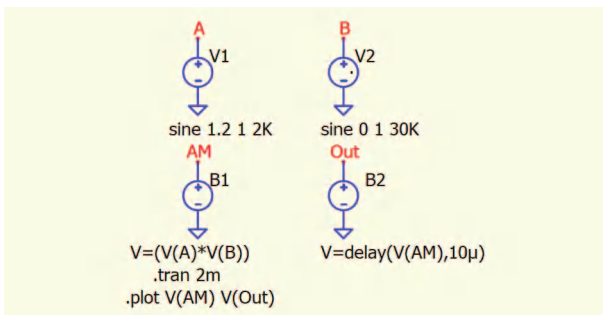 A B
V1 V2
sine 1.2 1 2K sine 0 1 30K
AM Out
B1 B2
V=(V(A)*V(B)) V=delay(V(AM),10µ)
.tran 2m
.plot V(AM) V(Out)